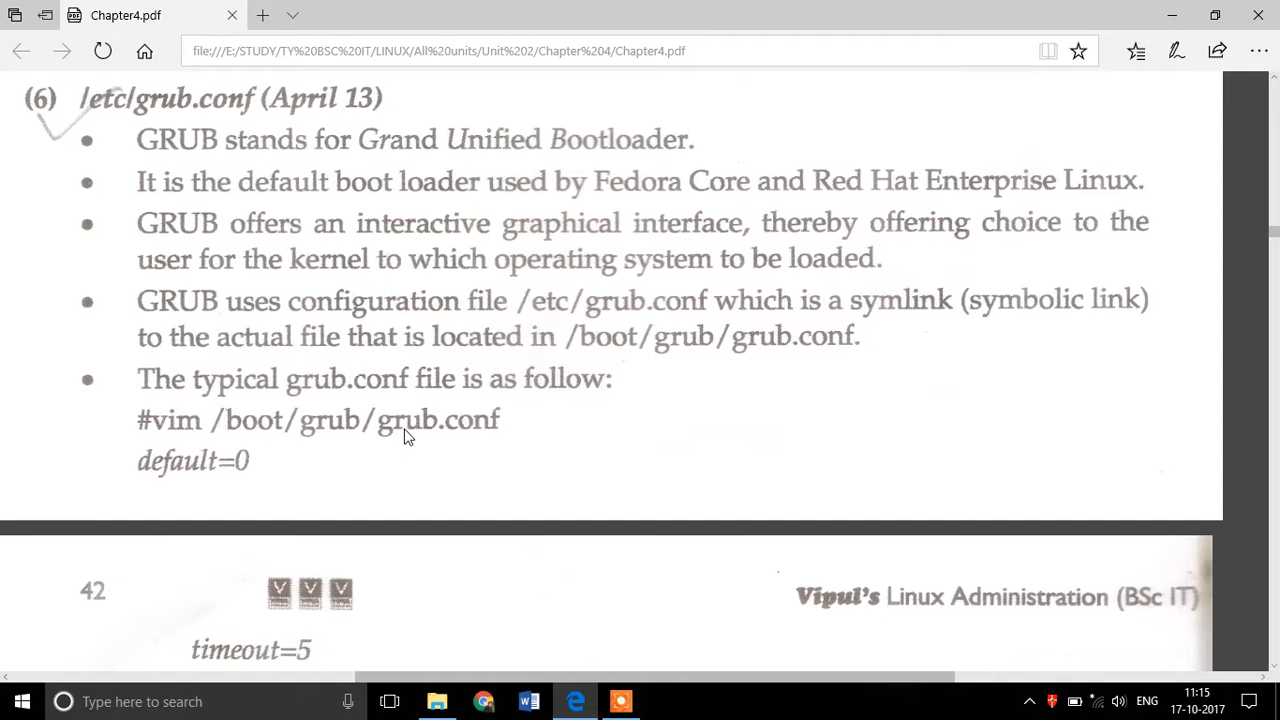 Chapter4.pdf
file:///E:/STUDY/TY%20BSC%20IT/LINUX/All%20units/Unit%202/Chapter%204/Chapter4.pdf
(6) /etc/grub.conf (April 13)
• GRUB stands for Grand Unified Bootloader.
• It is the default boot loader used by Fedora Core and Red Hat Enterprise Linux.
• GRUB offers an interactive graphical interface, thereby offering choice to the
user for the kernel to which operating system to be loaded.
• GRUB uses configuration file /etc/grub.conf which is a symlink (symbolic link)
to the actual file that is located in /boot/grub/grub.conf.
• The typical grub.conf file is as follow:
#vim /boot/grub/grub.conf
default=0
42 Vipul's Linux Administration (BSc IT)
timeout=5
Type here to search
ENG
11:15
17-10-2017